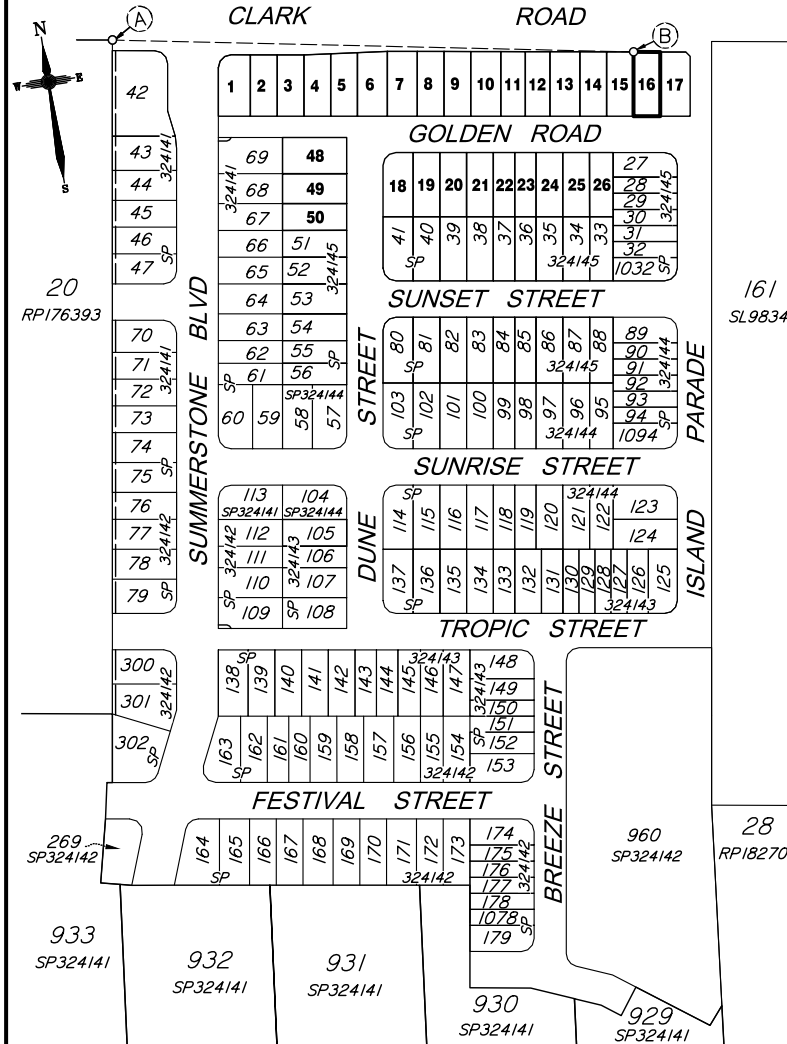 CLARK ROAD
A
B
N
W E
S
42
1 2 3 4 5 6 7 8 9 10 11 12 13 14 15 16 17
GOLDEN ROAD
43
44
45
46
47
324141
SP
20
RP176393
69 48
68 49
67 50
66 51
65 52
64 53
63 54
62 55
61 56
324141
SP
324145
SP
SP324144
60 59 58 57
18 19 20 21 22 23 24 25 26
41 40 39 38 37 36 35 34 33
SP 324145
27
28
29
30
31
32
1032
324145
SP
161
SL9834
SUNSET STREET
SUMMERSTONE BLVD
DUNE STREET
ISLAND PARADE
70
71
72
73
74
75
76
77
78
79
324141
SP
324142
SP
80 81 82 83 84 85 86 87 88
SP 324145
103 102 101 100 99 98 97 96 95
SP 324144
89
90
91
92
93
94
1094
324144
SP
SUNRISE STREET
113 104
SP324141 SP324144
112 105
111 106
110 107
109 108
324142
SP
324143
SP
SP 324144
114 115 116 117 118 119 120 121 122 123
124
137 136 135 134 133 132 131 130 129 128 127 126 125
SP 324143
TROPIC STREET
300
301
302
324142
SP
SP 324143
138 139 140 141 142 143 144 145 146 147
163 162 161 160 159 158 157 156 155 154
SP 324142
148
149
150
151
152
153
324143
SP
BREEZE STREET
FESTIVAL STREET
269
SP324142
164 165 166 167 168 169 170 171 172 173
SP 324142
174
175
176
177
178
1078
179
324142
SP
960
SP324142
28
RP18270
933
SP324141
932
SP324141
931
SP324141
930
SP324141
929
SP324141